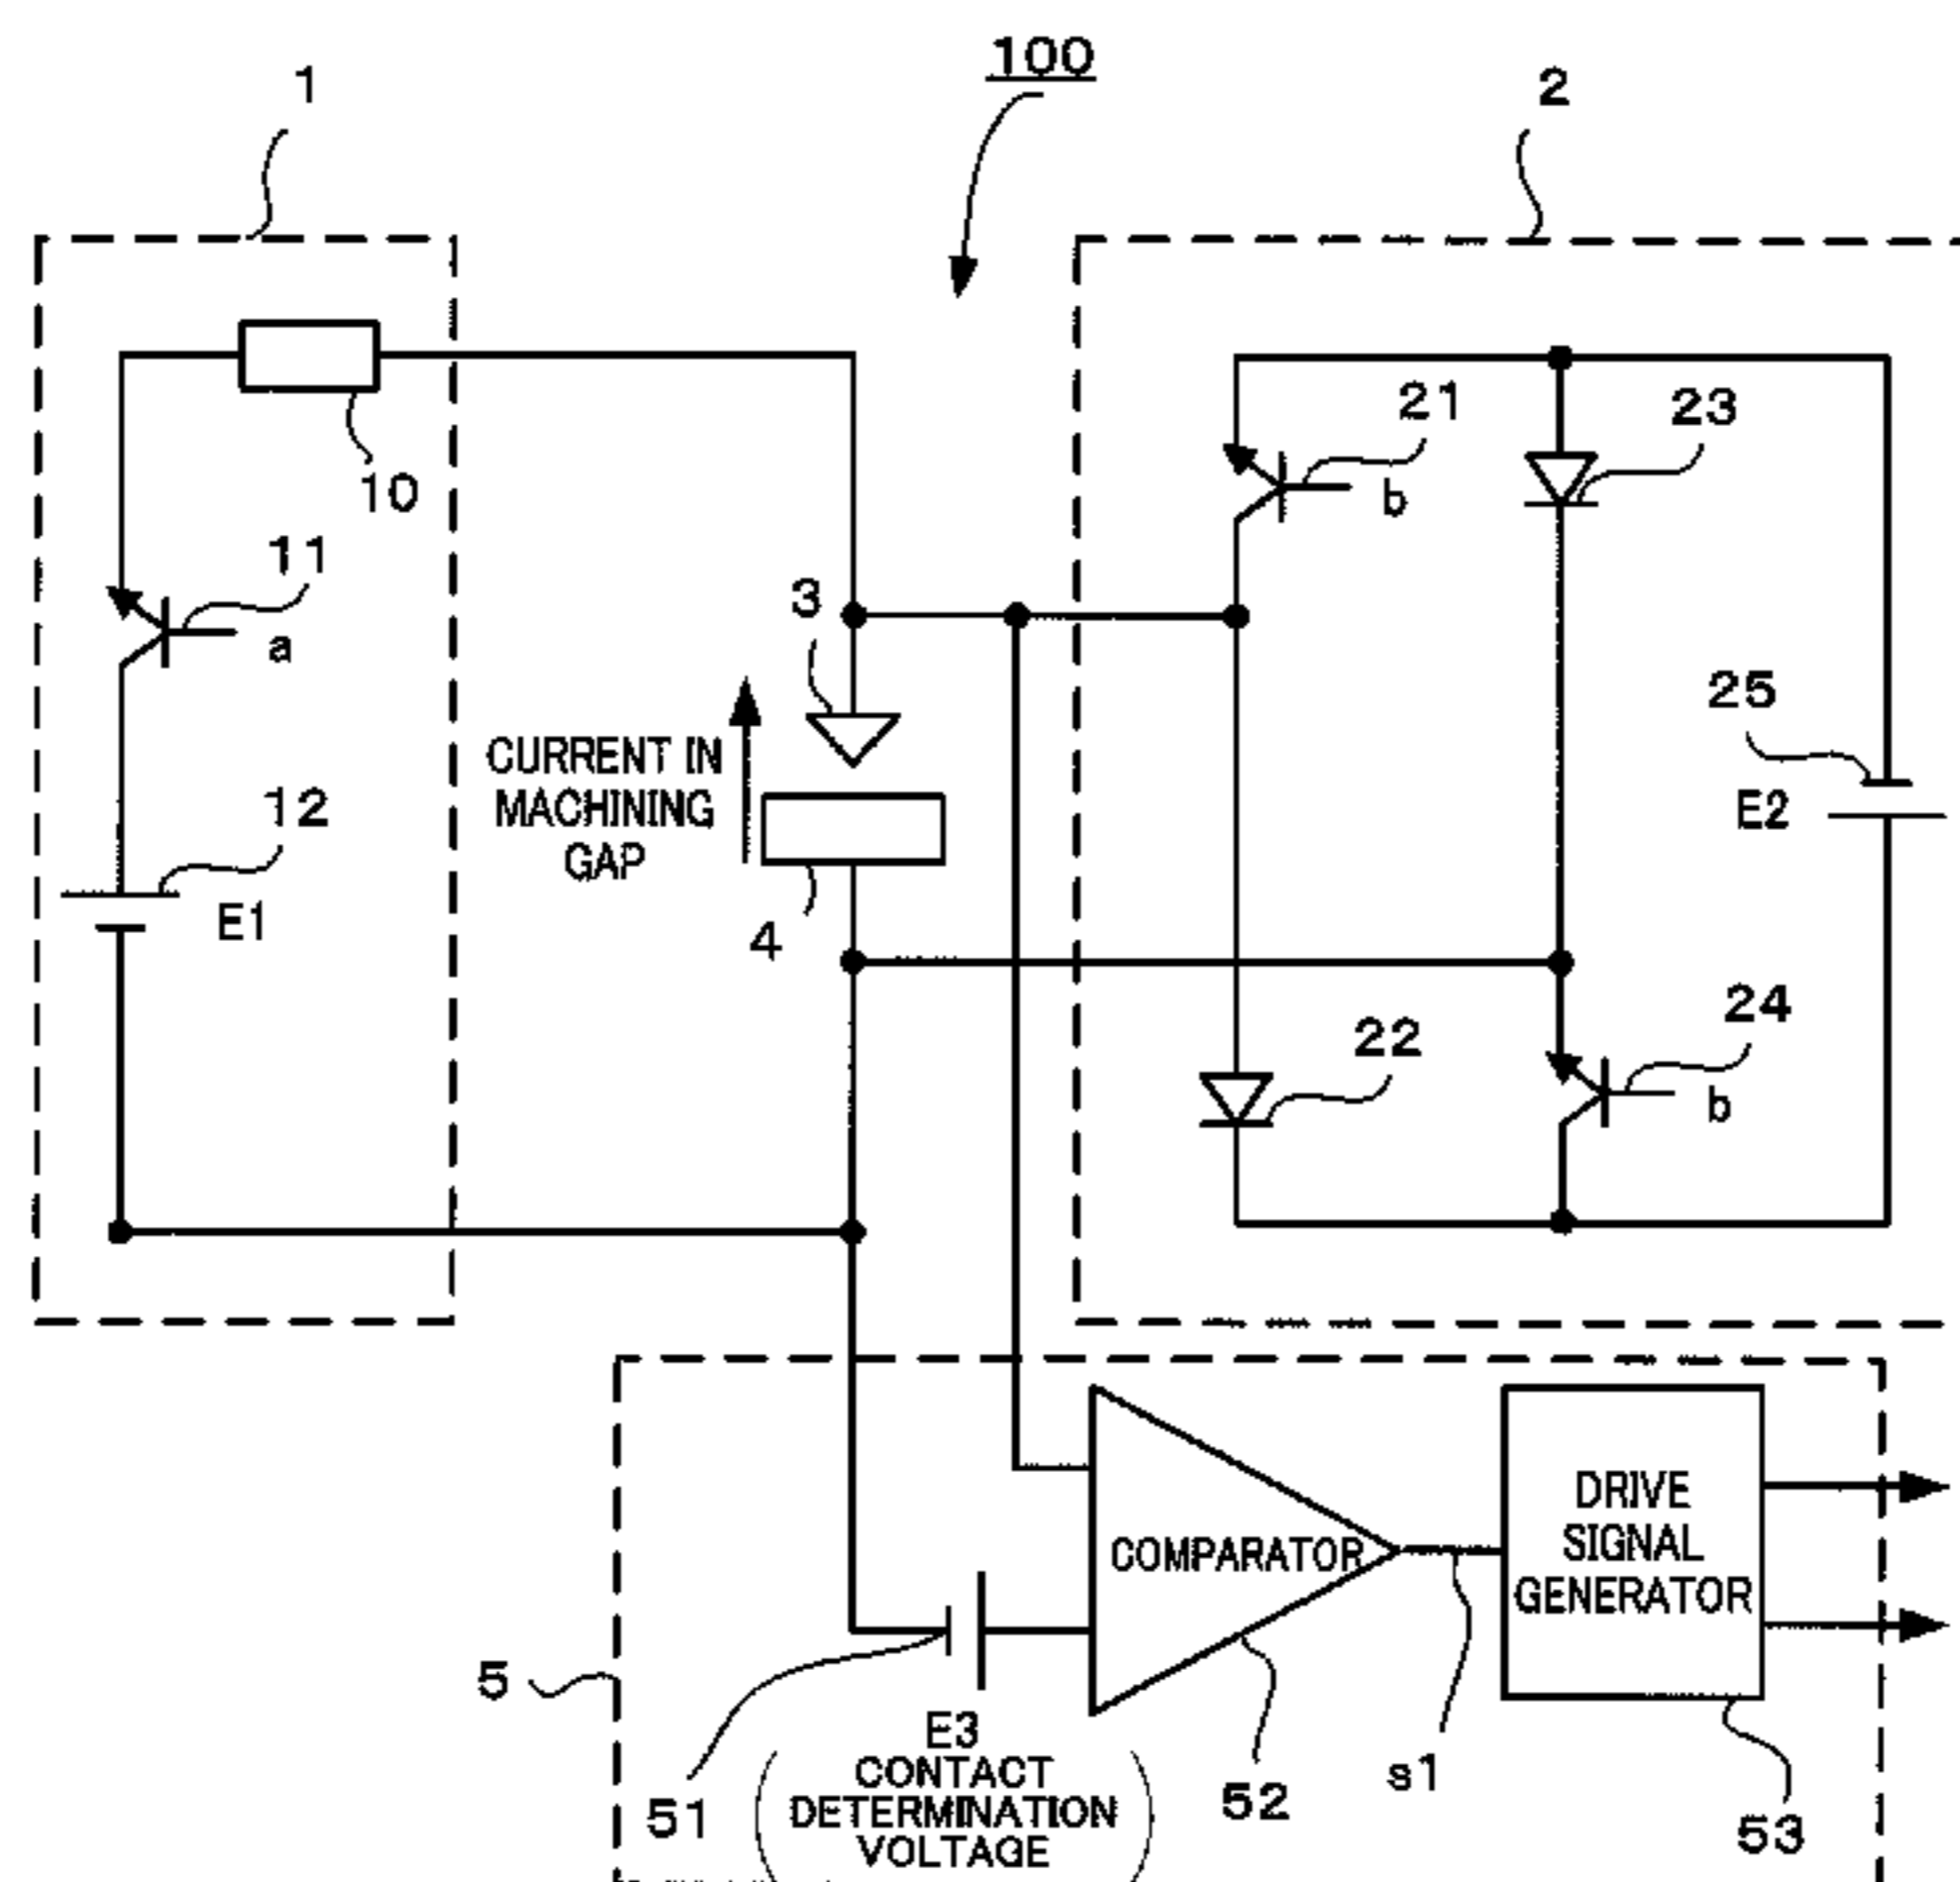 100
1
2
10
11
a
12
E1
3
CURRENT IN
MACHINING
GAP
4
21
b
23
25
E2
22
24
b
COMPARATOR
DRIVE
SIGNAL
GENERATOR
5
51
E3
CONTACT
DETERMINATION
VOLTAGE
52
s1
53